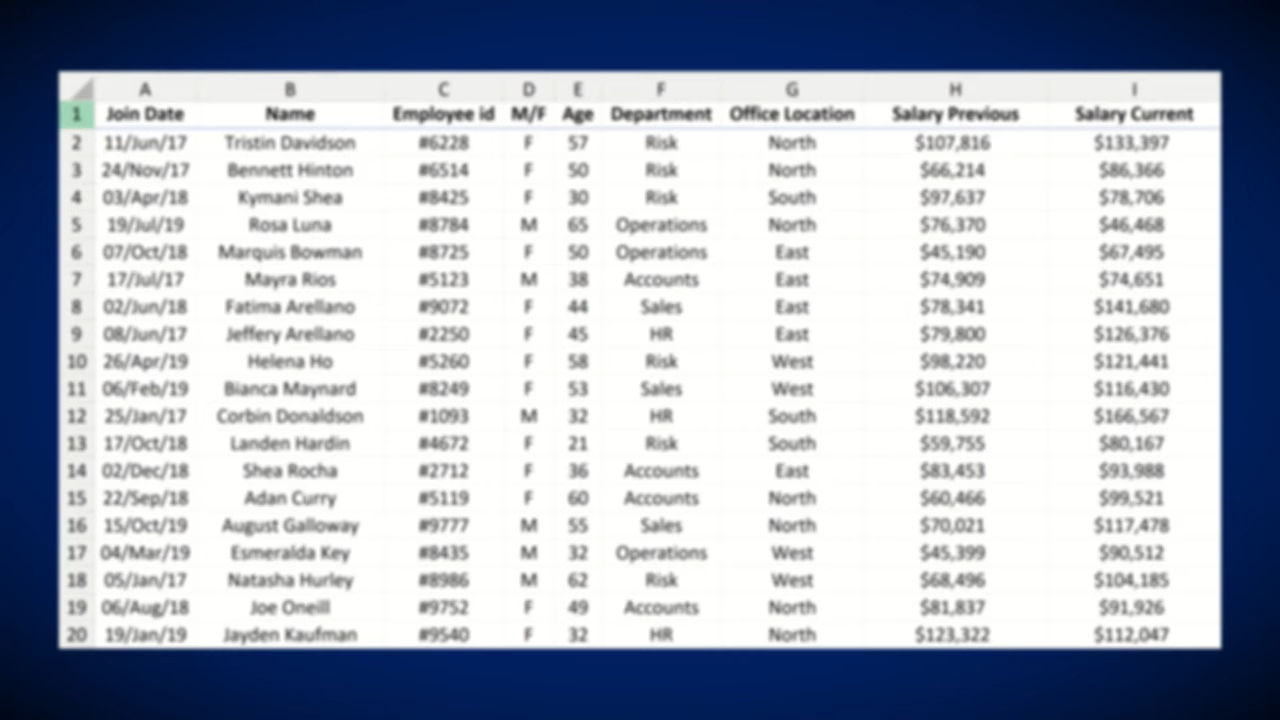 A B C D E F G H I
1 Join Date Name Employee id M/F Age Department Office Location Salary Previous Salary Current
2 11/Jun/17 Tristin Davidson #6228 F 57 Risk North $107,816 $133,397
3 24/Nov/17 Bennett Hinton #6514 F 50 Risk North $66,214 $86,366
4 03/Apr/18 Kymani Shea #8425 F 30 Risk South $97,637 $78,706
5 19/Jul/19 Rosa Luna #8784 M 65 Operations North $76,370 $46,468
6 07/Oct/18 Marquis Bowman #8725 F 50 Operations East $45,190 $67,495
7 17/Jul/17 Mayra Rios #5123 M 38 Accounts East $74,909 $74,651
8 02/Jun/18 Fatima Arellano #9072 F 44 Sales East $78,341 $141,680
9 08/Jun/17 Jeffery Arellano #2250 F 45 HR East $79,800 $126,376
10 26/Apr/19 Helena Ho #5260 F 58 Risk West $98,220 $121,441
11 06/Feb/19 Bianca Maynard #8249 F 53 Sales West $106,307 $116,430
12 25/Jan/17 Corbin Donaldson #1093 M 32 HR South $118,592 $166,567
13 17/Oct/18 Landen Hardin #4672 F 21 Risk South $59,755 $80,167
14 02/Dec/18 Shea Rocha #2712 F 36 Accounts East $83,453 $93,988
15 22/Sep/18 Adan Curry #5119 F 60 Accounts North $60,466 $99,521
16 15/Oct/19 August Galloway #9777 M 55 Sales North $70,021 $117,478
17 04/Mar/19 Esmeralda Key #8435 M 32 Operations West $45,399 $90,512
18 05/Jan/17 Natasha Hurley #8986 M 62 Risk West $68,496 $104,185
19 06/Aug/18 Joe Oneill #9752 F 49 Accounts North $81,837 $91,926
20 19/Jan/19 Jayden Kaufman #9540 F 32 HR North $123,322 $112,047